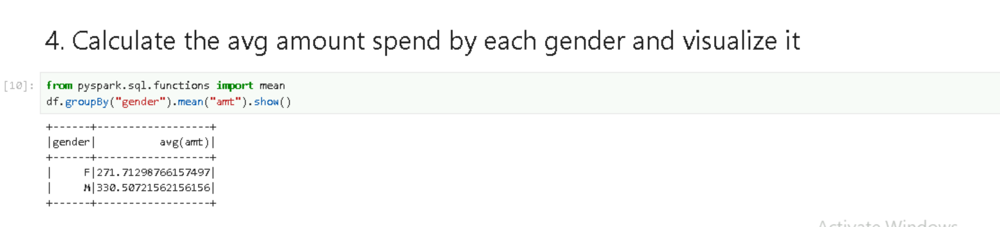 4. Calculate the avg amount spend by each gender and visualize it
[10]: from pyspark.sql.functions import mean
df.groupBy("gender").mean("amt").show()
+------+------------------+
|gender|          avg(amt)|
+------+------------------+
|     F|271.71298766157497|
|     M|330.50721562156156|
+------+------------------+
Activate Windows